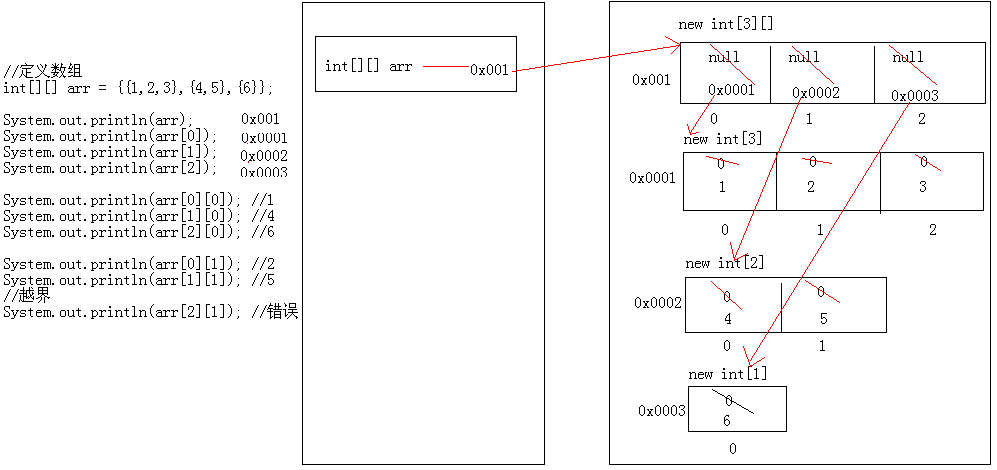 //定义数组
int[][] arr = {{1,2,3},{4,5},{6}};
System.out.println(arr); 0x001
System.out.println(arr[0]); 0x0001
System.out.println(arr[1]); 0x0002
System.out.println(arr[2]); 0x0003
System.out.println(arr[0][0]); //1
System.out.println(arr[1][0]); //4
System.out.println(arr[2][0]); //6
System.out.println(arr[0][1]); //2
System.out.println(arr[1][1]); //5
//越界
System.out.println(arr[2][1]); //错误
int[][] arr 0x001
new int[3][]
null null null
0x001 0x0001 0x0002 0x0003
0 1 2
new int[3]
0 0 0
0x0001 1 2 3
0 1 2
new int[2]
0 0
0x0002
4 5
0 1
new int[1]
0
0x0003
6
0